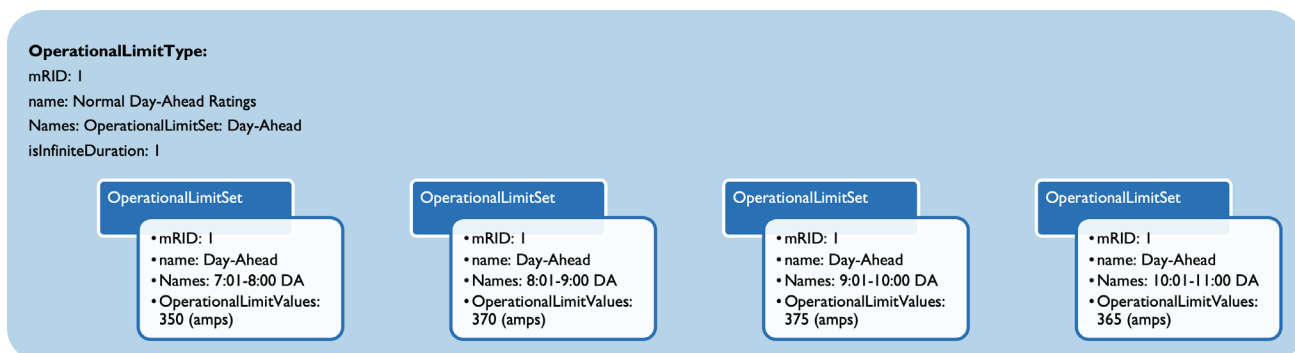 OperationalLimitType:
mRID: 1
name: Normal Day-Ahead Ratings
Names: OperationalLimitSet: Day-Ahead
isInfiniteDuration: 1
OperationalLimitSet
• mRID: 1
• name: Day-Ahead
• Names: 7:01-8:00 DA
• OperationalLimitValues:
350 (amps)
OperationalLimitSet
• mRID: 1
• name: Day-Ahead
• Names: 8:01-9:00 DA
• OperationalLimitValues:
370 (amps)
OperationalLimitSet
• mRID: 1
• name: Day-Ahead
• Names: 9:01-10:00 DA
• OperationalLimitValues:
375 (amps)
OperationalLimitSet
• mRID: 1
• name: Day-Ahead
• Names: 10:01-11:00 DA
• OperationalLimitValues:
365 (amps)